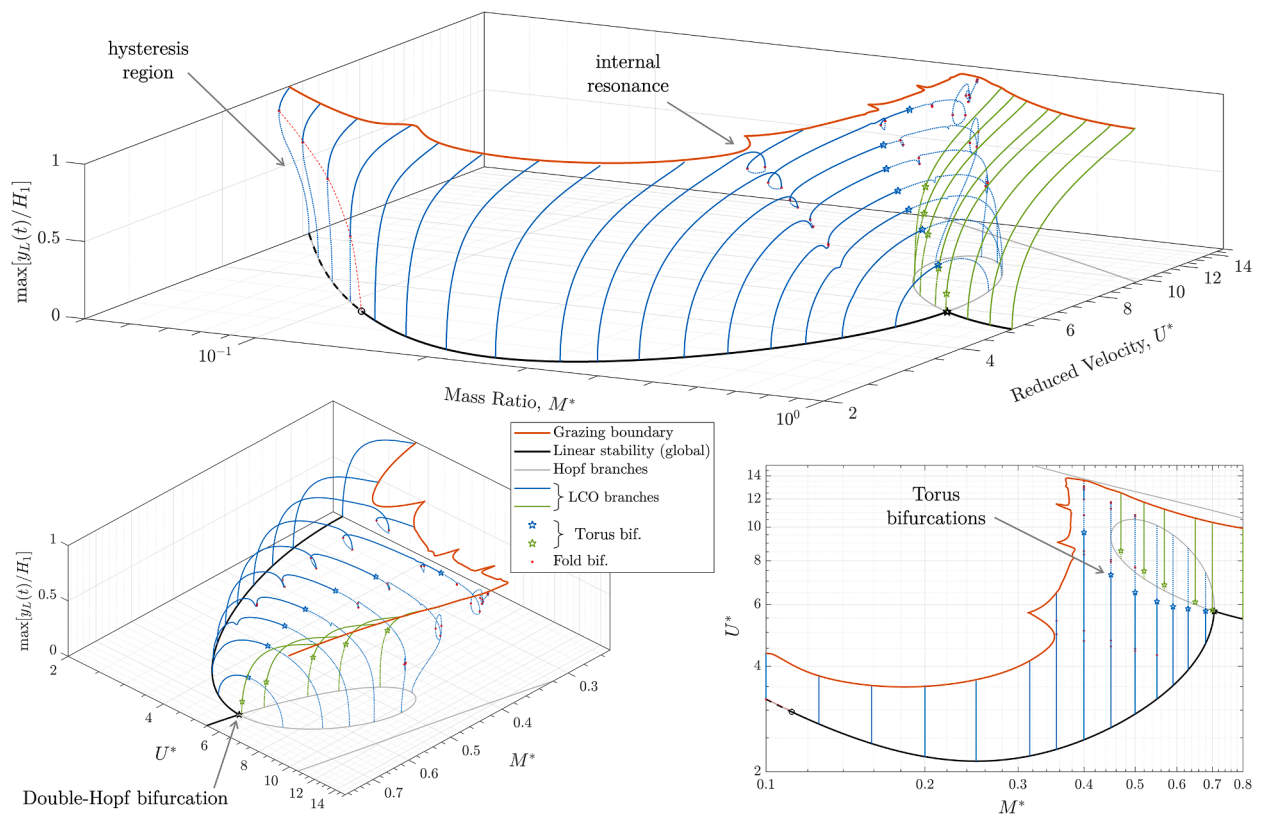 hysteresis
region
internal
resonance
max[y_L(t)/H_1]
1
0.5
0
10^{-1}
10^0
Mass Ratio, M*
2
4
6
8
10
12
14
Reduced Velocity, U*
Grazing boundary
Linear stability (global)
Hopf branches
LCO branches
Torus bif.
Fold bif.
max[y_L(t)/H_1]
1
0.5
0
2
4
6
8
10
12
14
U*
0.7
0.6
0.5
0.4
0.3
M*
Double-Hopf bifurcation
Torus
bifurcations
U*
14
12
10
8
6
4
2
0.1
0.2
0.3
0.4
0.5
0.6
0.7
0.8
M*